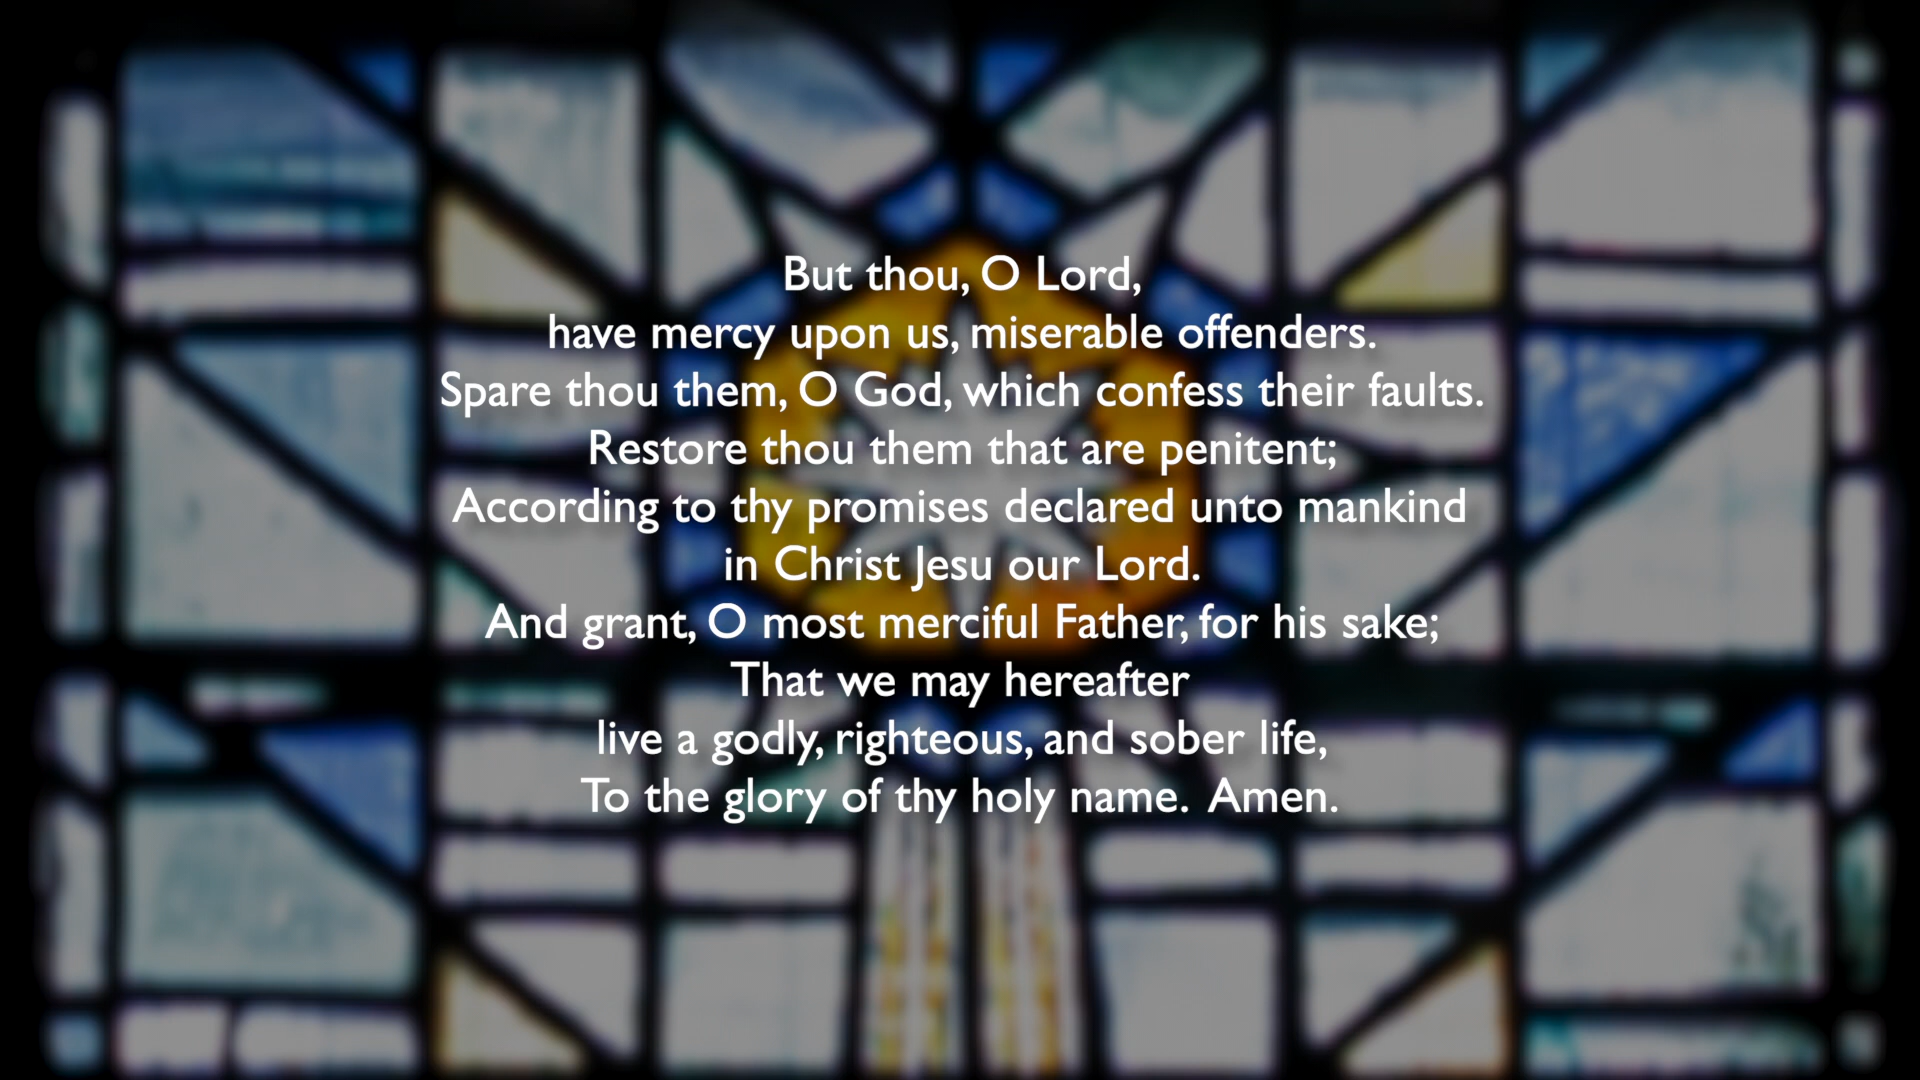 But thou, O Lord,
have mercy upon us, miserable offenders.
Spare thou them, O God, which confess their faults.
Restore thou them that are penitent;
According to thy promises declared unto mankind
in Christ Jesu our Lord.
And grant, O most merciful Father, for his sake;
That we may hereafter
live a godly, righteous, and sober life,
To the glory of thy holy name.  Amen.